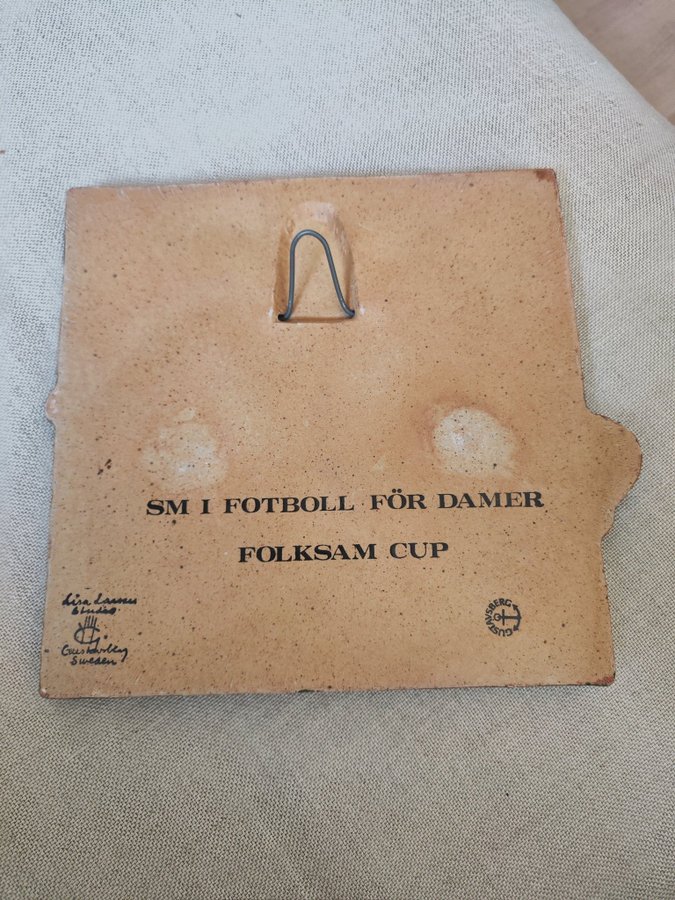 SM I FOTBOLL FÖR DAMER
FOLKSAM CUP
Lisa Larson
Studio
Gustavsberg
Sweden
GUSTAVSBERG
G